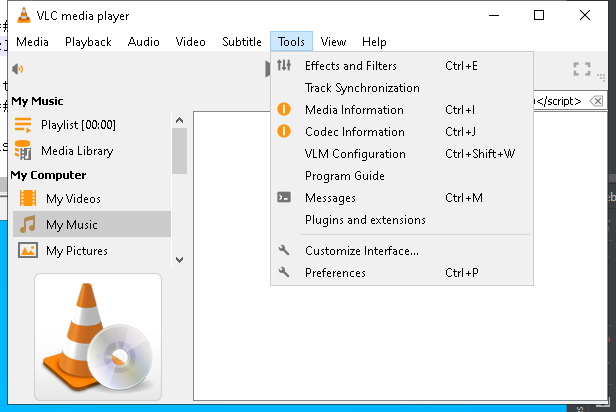 VLC media player
Media Playback Audio Video Subtitle Tools View Help
Effects and Filters Ctrl+E
Track Synchronization
Media Information Ctrl+I
Codec Information Ctrl+J
VLM Configuration Ctrl+Shift+W
Program Guide
Messages Ctrl+M
Plugins and extensions
Customize Interface...
Preferences Ctrl+P
)</script>
My Music
Playlist [00:00]
Media Library
My Computer
My Videos
My Music
My Pictures